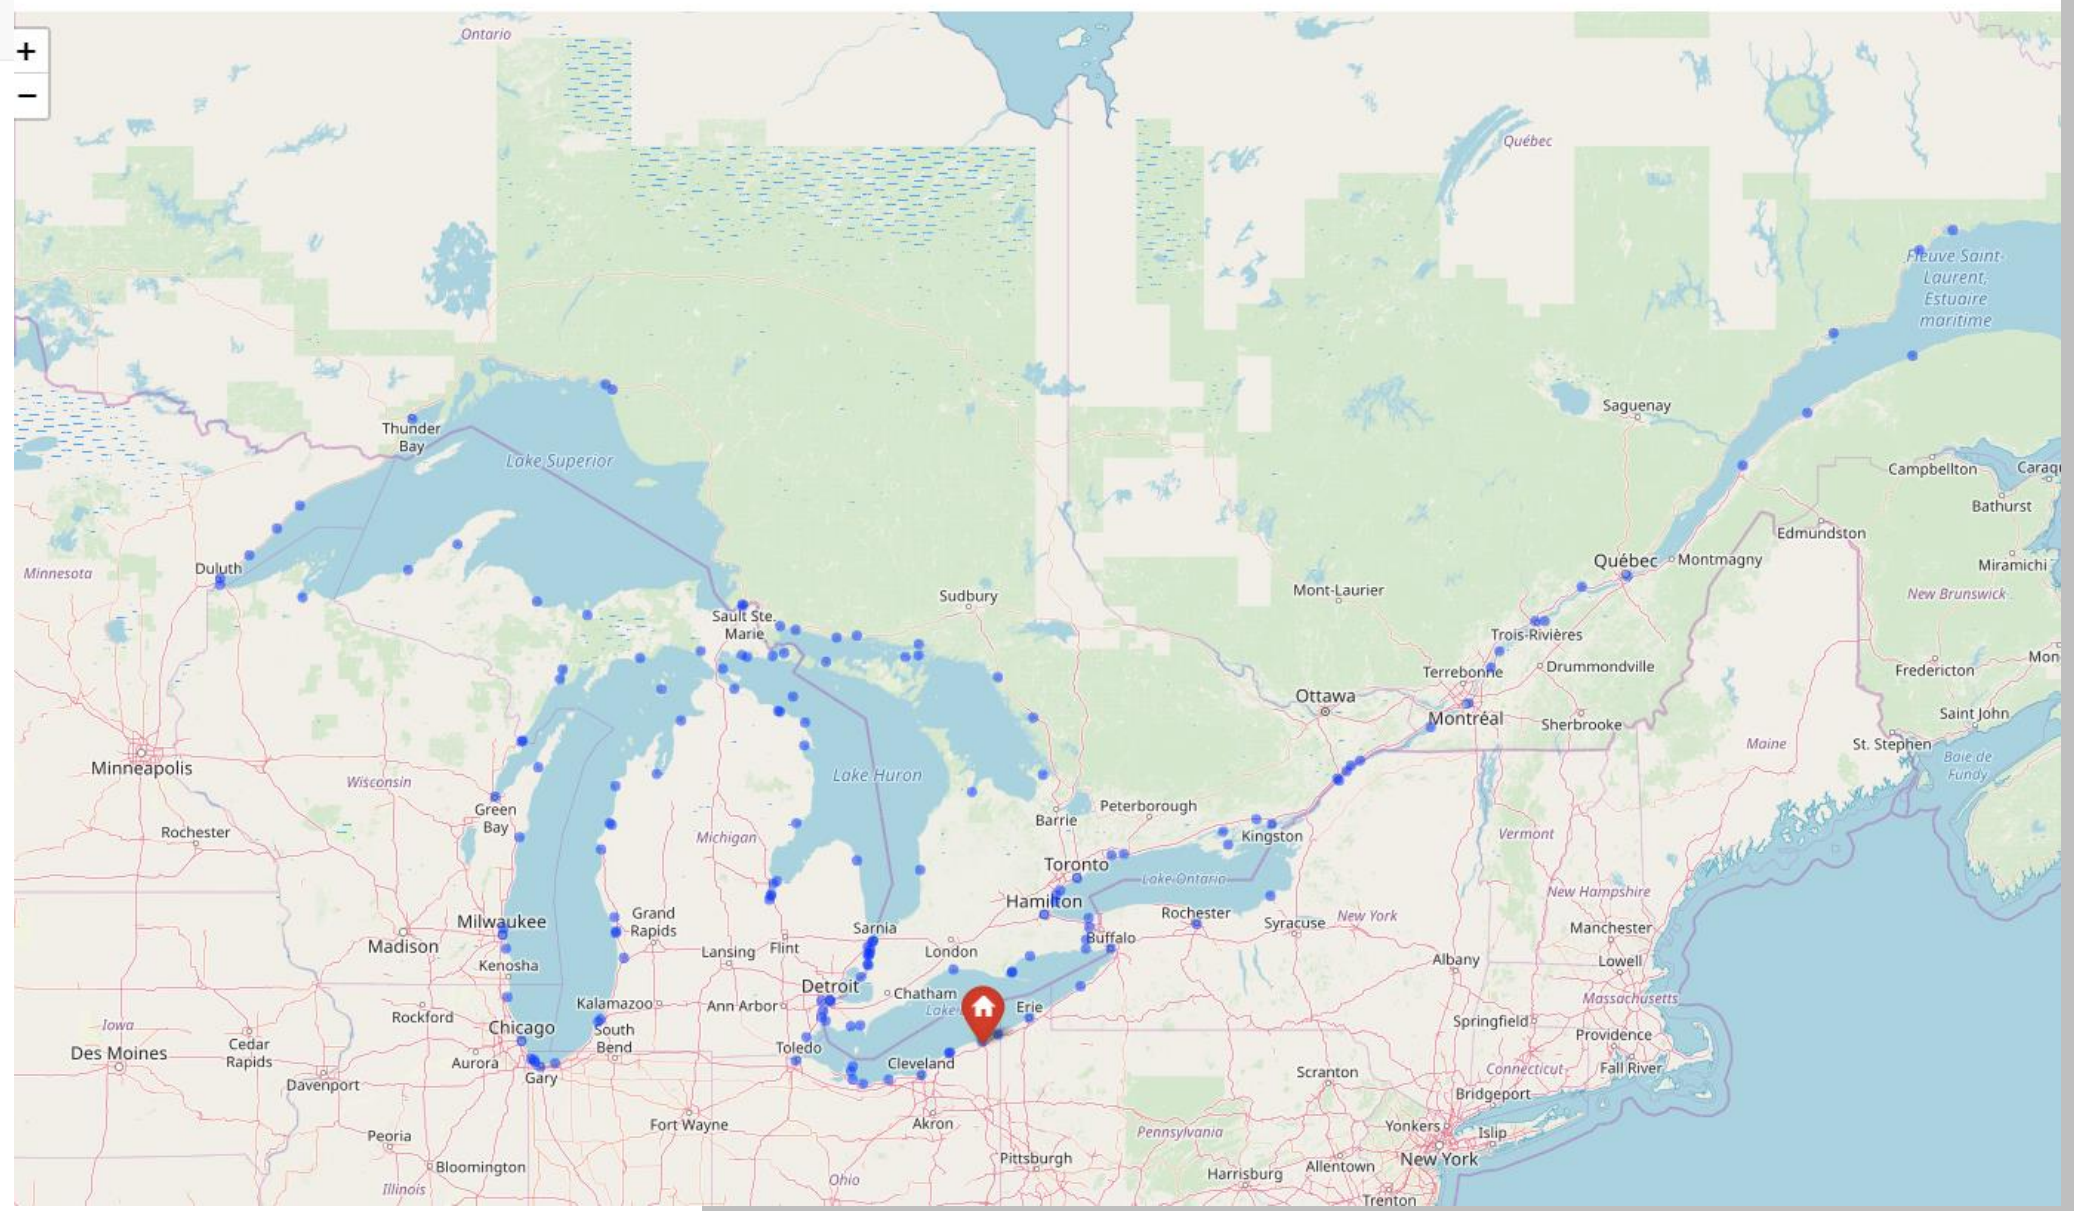 +
−
Ontario
Québec
Fleuve Saint-
Laurent,
Estuaire
maritime
Saguenay
Thunder
Bay
Lake Superior
Campbellton
Bathurst
Edmundston
Duluth
Québec
Montmagny
Miramichi
Minnesota
Sudbury
Mont-Laurier
New Brunswick
Sault Ste.
Marie
Trois-Rivières
Terrebonne
Drummondville
Fredericton
Ottawa
Montréal
Sherbrooke
Saint John
Maine
St. Stephen
Minneapolis
Lake Huron
Baie de
Fundy
Wisconsin
Green
Bay
Peterborough
Barrie
Rochester
Michigan
Kingston
Vermont
Toronto
Lake Ontario
New Hampshire
Hamilton
Milwaukee
Grand
Rapids
Rochester
New York
Syracuse
Madison
Sarnia
Manchester
Lansing
Flint
London
Buffalo
Kenosha
Albany
Lowell
Detroit
Chatham
Massachusetts
Kalamazoo
Ann Arbor
Lake
Erie
Rockford
Iowa
Chicago
South
Bend
Springfield
Providence
Des Moines
Cedar
Rapids
Aurora
Toledo
Cleveland
Gary
Scranton
Connecticut
Fall River
Davenport
Bridgeport
Fort Wayne
Akron
Peoria
Pennsylvania
Yonkers
Islip
Bloomington
Pittsburgh
Harrisburg
Allentown
New York
Illinois
Ohio
Trenton